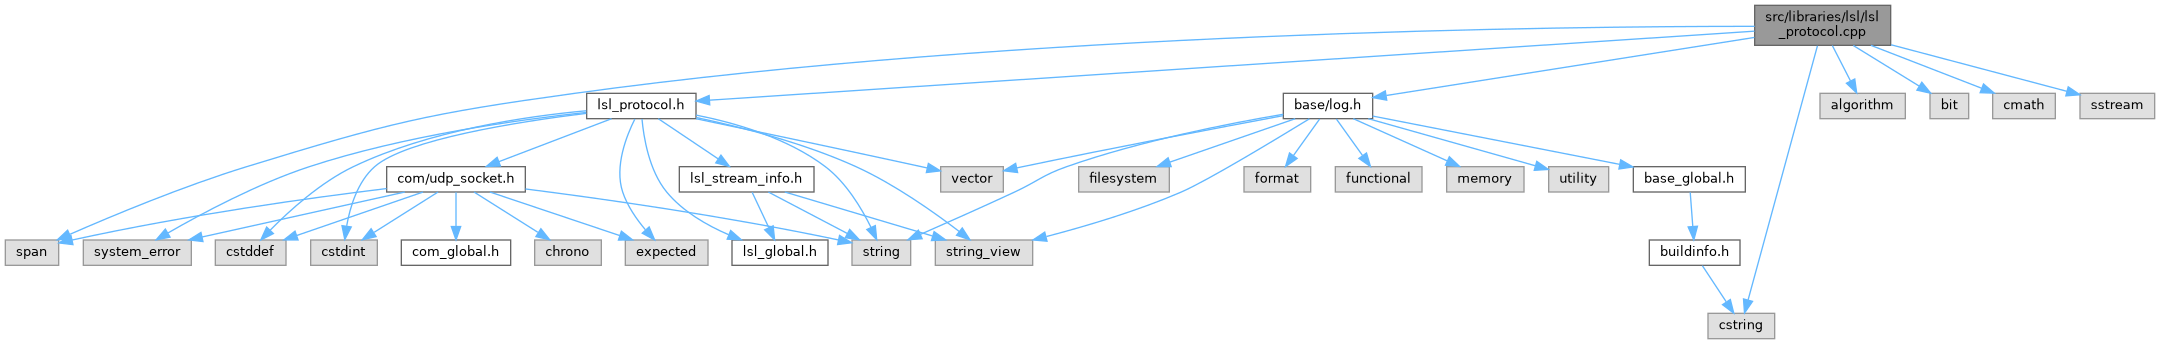 src/libraries/lsl/lsl
_protocol.cpp
lsl_protocol.h
base/log.h
algorithm
bit
cmath
sstream
com/udp_socket.h
lsl_stream_info.h
vector
filesystem
format
functional
memory
utility
base_global.h
span
system_error
cstddef
cstdint
com_global.h
chrono
expected
lsl_global.h
string
string_view
buildinfo.h
cstring